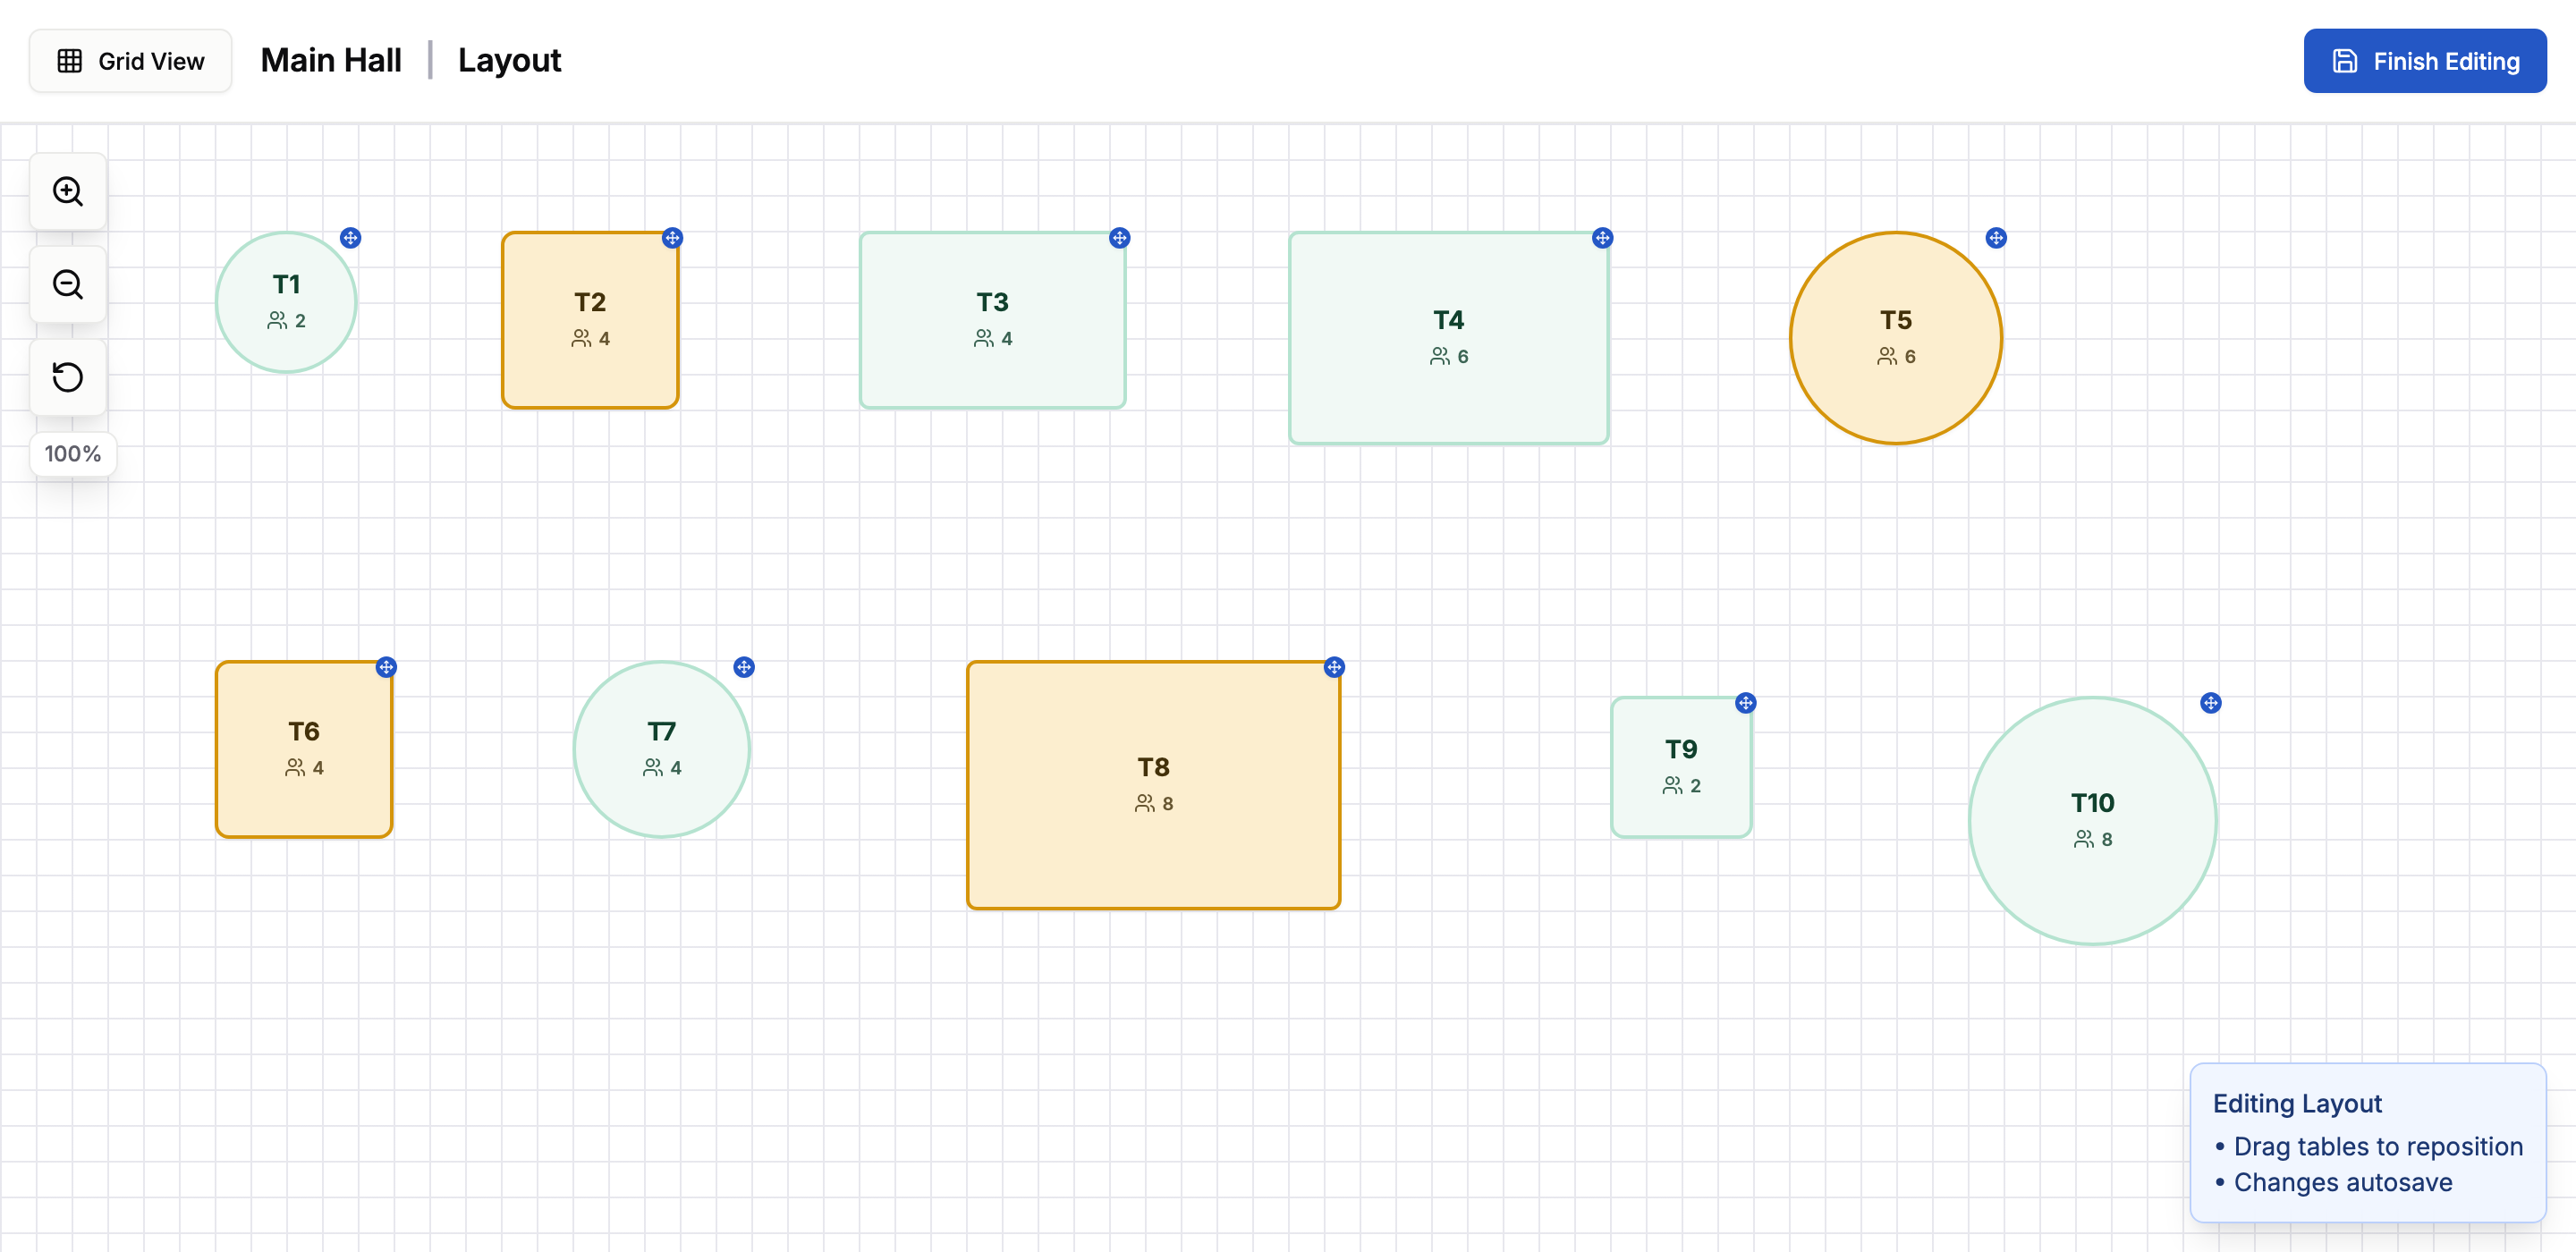 Grid View
Main Hall
Layout
Finish Editing
100%
T1
2
T2
4
T3
4
T4
6
T5
6
T6
4
T7
4
T8
8
T9
2
T10
8
Editing Layout
• Drag tables to reposition
• Changes autosave